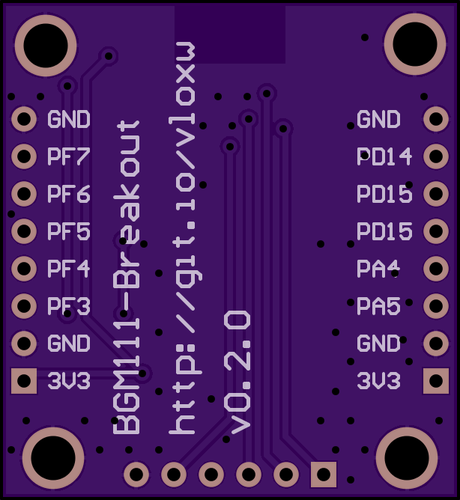 GND
PF7
PF6
PF5
PF4
PF3
GND
3V3
BGM111-Breakout
http://git.io/vloxw
v0.2.0
GND
PD14
PD15
PD15
PA4
PA5
GND
3V3